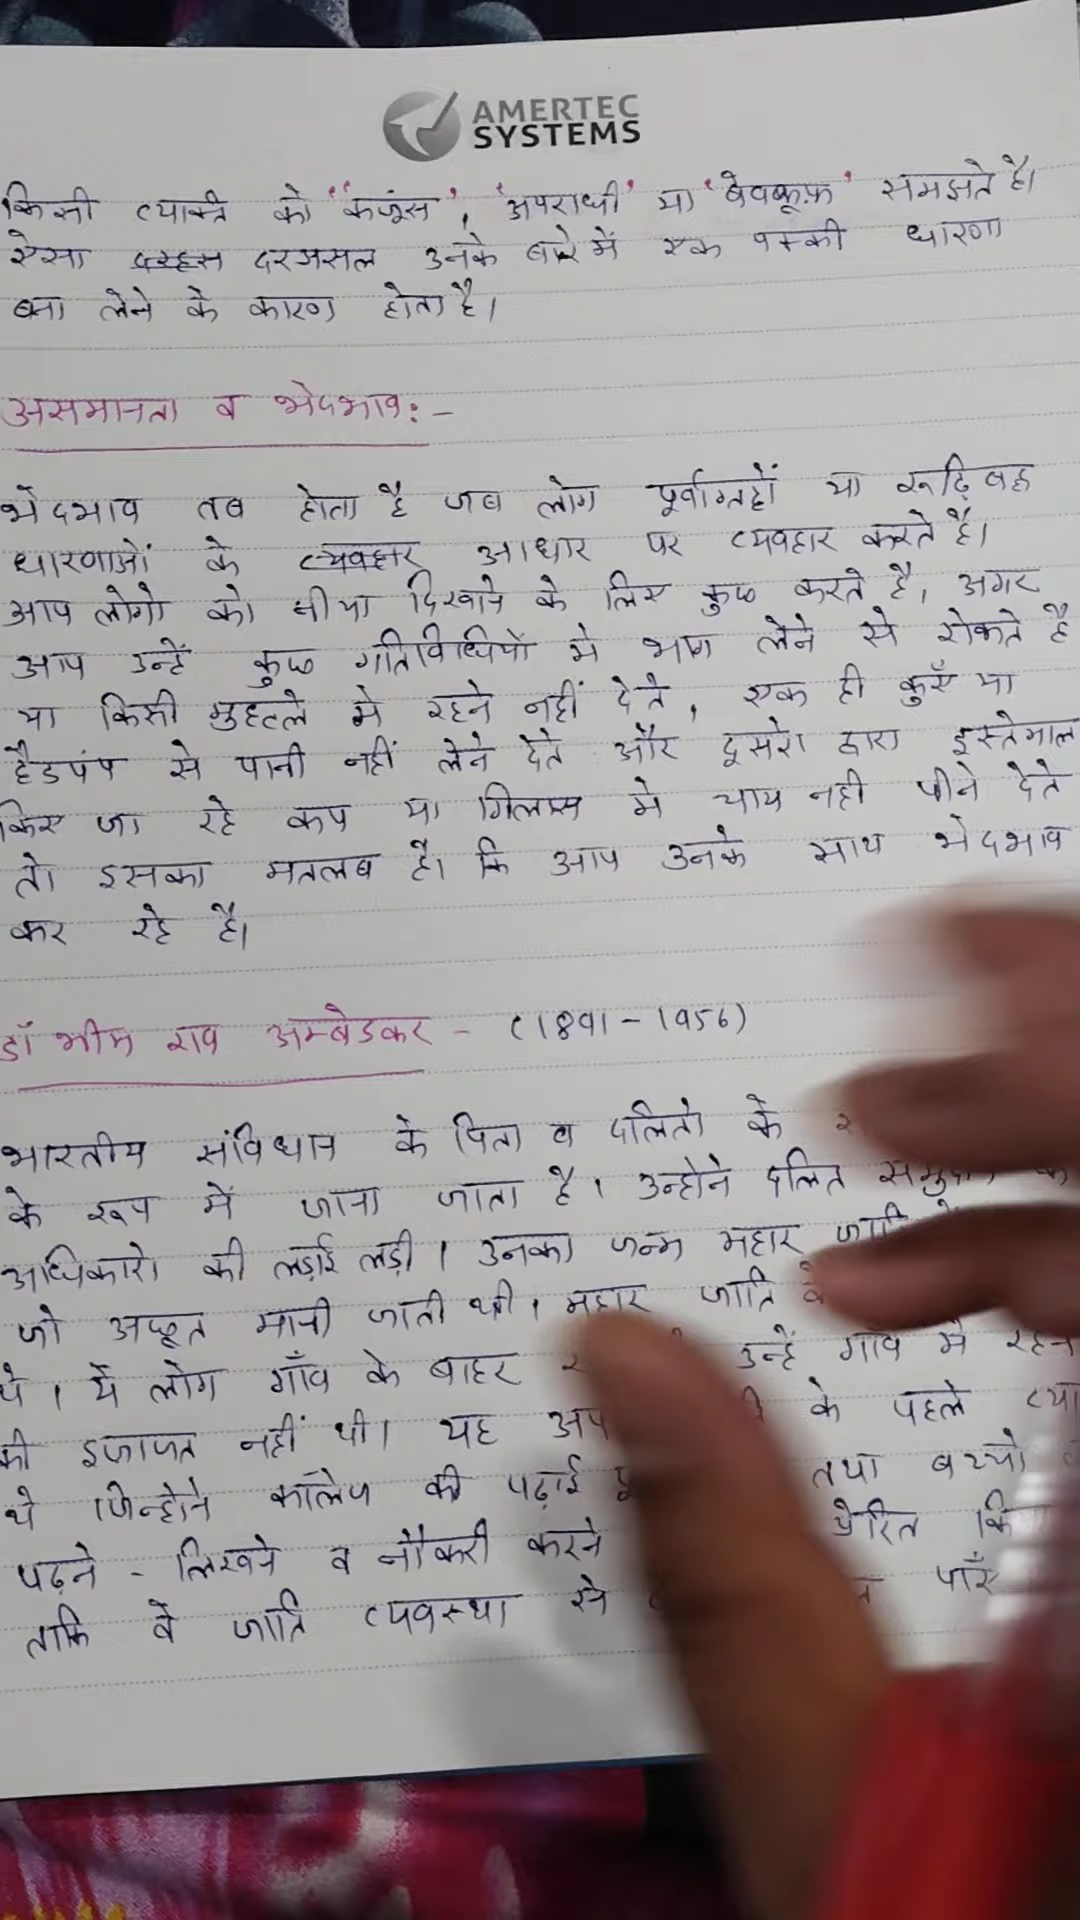 AMERTEC
SYSTEMS
किसी व्यक्ति को 'कंजूस', 'अपराधी' या 'बेवकूफ़' समझते है।
ऐसा दरअसल उनके बारे में एक पक्की धारणा
बना लेने के कारण होता है।
असमानता व भेदभाव:-
भेदभाव तब होता है जब लोग पूर्वाग्रहों या रूढ़िबद्ध
धारणाओं के व्यवहार आधार पर व्यवहार करते है।
आप लोगो को नीचा दिखाने के लिए कुछ करते है, अगर
आप उन्हें कुछ गतिविधियों मे भाग लेने से रोकते है
या किसी मुहल्ले मे रहने नहीं देते, एक ही कुएँ या
हैडपंप से पानी नहीं लेने देते और दूसरो द्वारा इस्तेमाल
किए जा रहे कप या गिलास मे चाय नही पीने देते
तो इसका मतलब है। कि आप उनके साथ भेदभाव
कर रहे है।
डॉ भीम राव अम्बेडकर - (1891-1956)
भारतीय संविधान के पिता व दलितो के
के रूप में जाना जाता है। उन्होने दलित
अधिकारो की लड़ाई लड़ी। उनका जन्म महार
जो अछूत मानी जाती थी। महार जाति के
थे। ये लोग गाँव के बाहर उन्हें गाँव मे रहने
की इजाजत नहीं थी। यह के पहले
थे जिन्होने कॉलेज की पढ़ाई तथा बच्चो
पढ़ने - लिखने व नौकरी करने प्रेरित
ताकि वे जाति व्यवस्था से पाएँ